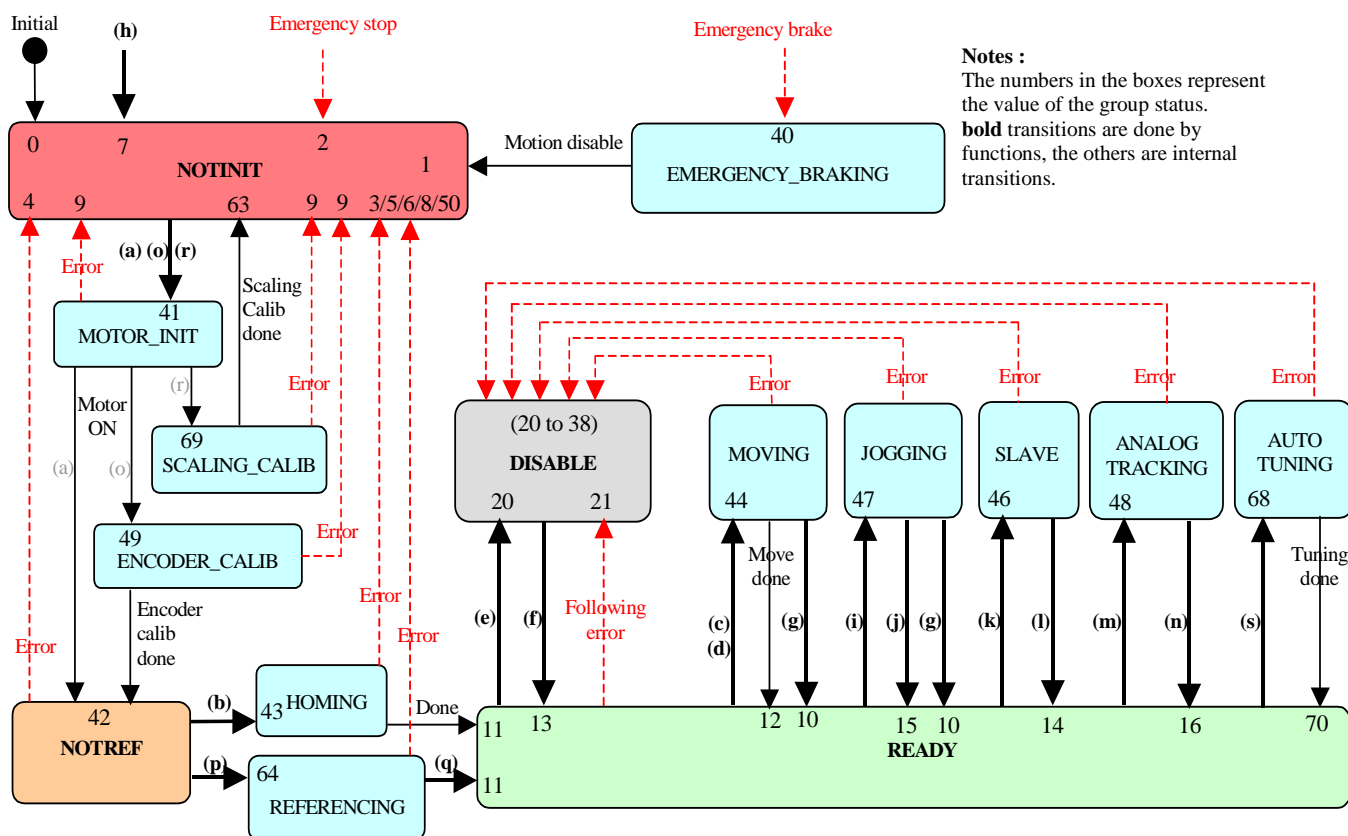 Initial
(h)
Emergency stop
Emergency brake
Notes :
The numbers in the boxes represent
the value of the group status.
bold transitions are done by
functions, the others are internal
transitions.
0
7
2
1
NOTINIT
4
9
63
9
9
3/5/6/8/50
Motion disable
40
EMERGENCY_BRAKING
Error
(a) (o) (r)
Scaling
Calib
done
41
MOTOR_INIT
(r)
Error
Motor
ON
(a)
(o)
69
SCALING_CALIB
49
ENCODER_CALIB
Error
Encoder
calib
done
Error
Error
Error
42
NOTREF
(b)
43
HOMING
Done
(p)
64
REFERENCING
(q)
(20 to 38)
DISABLE
20
21
(e)
(f)
Following
error
Error
Error
Error
Error
Error
MOVING
44
JOGGING
47
SLAVE
46
ANALOG
TRACKING
48
AUTO
TUNING
68
(c)
(d)
Move
done
(g)
(i)
(j)
(g)
(k)
(l)
(m)
(n)
(s)
Tuning
done
11
13
12
10
15
10
14
16
70
READY
11